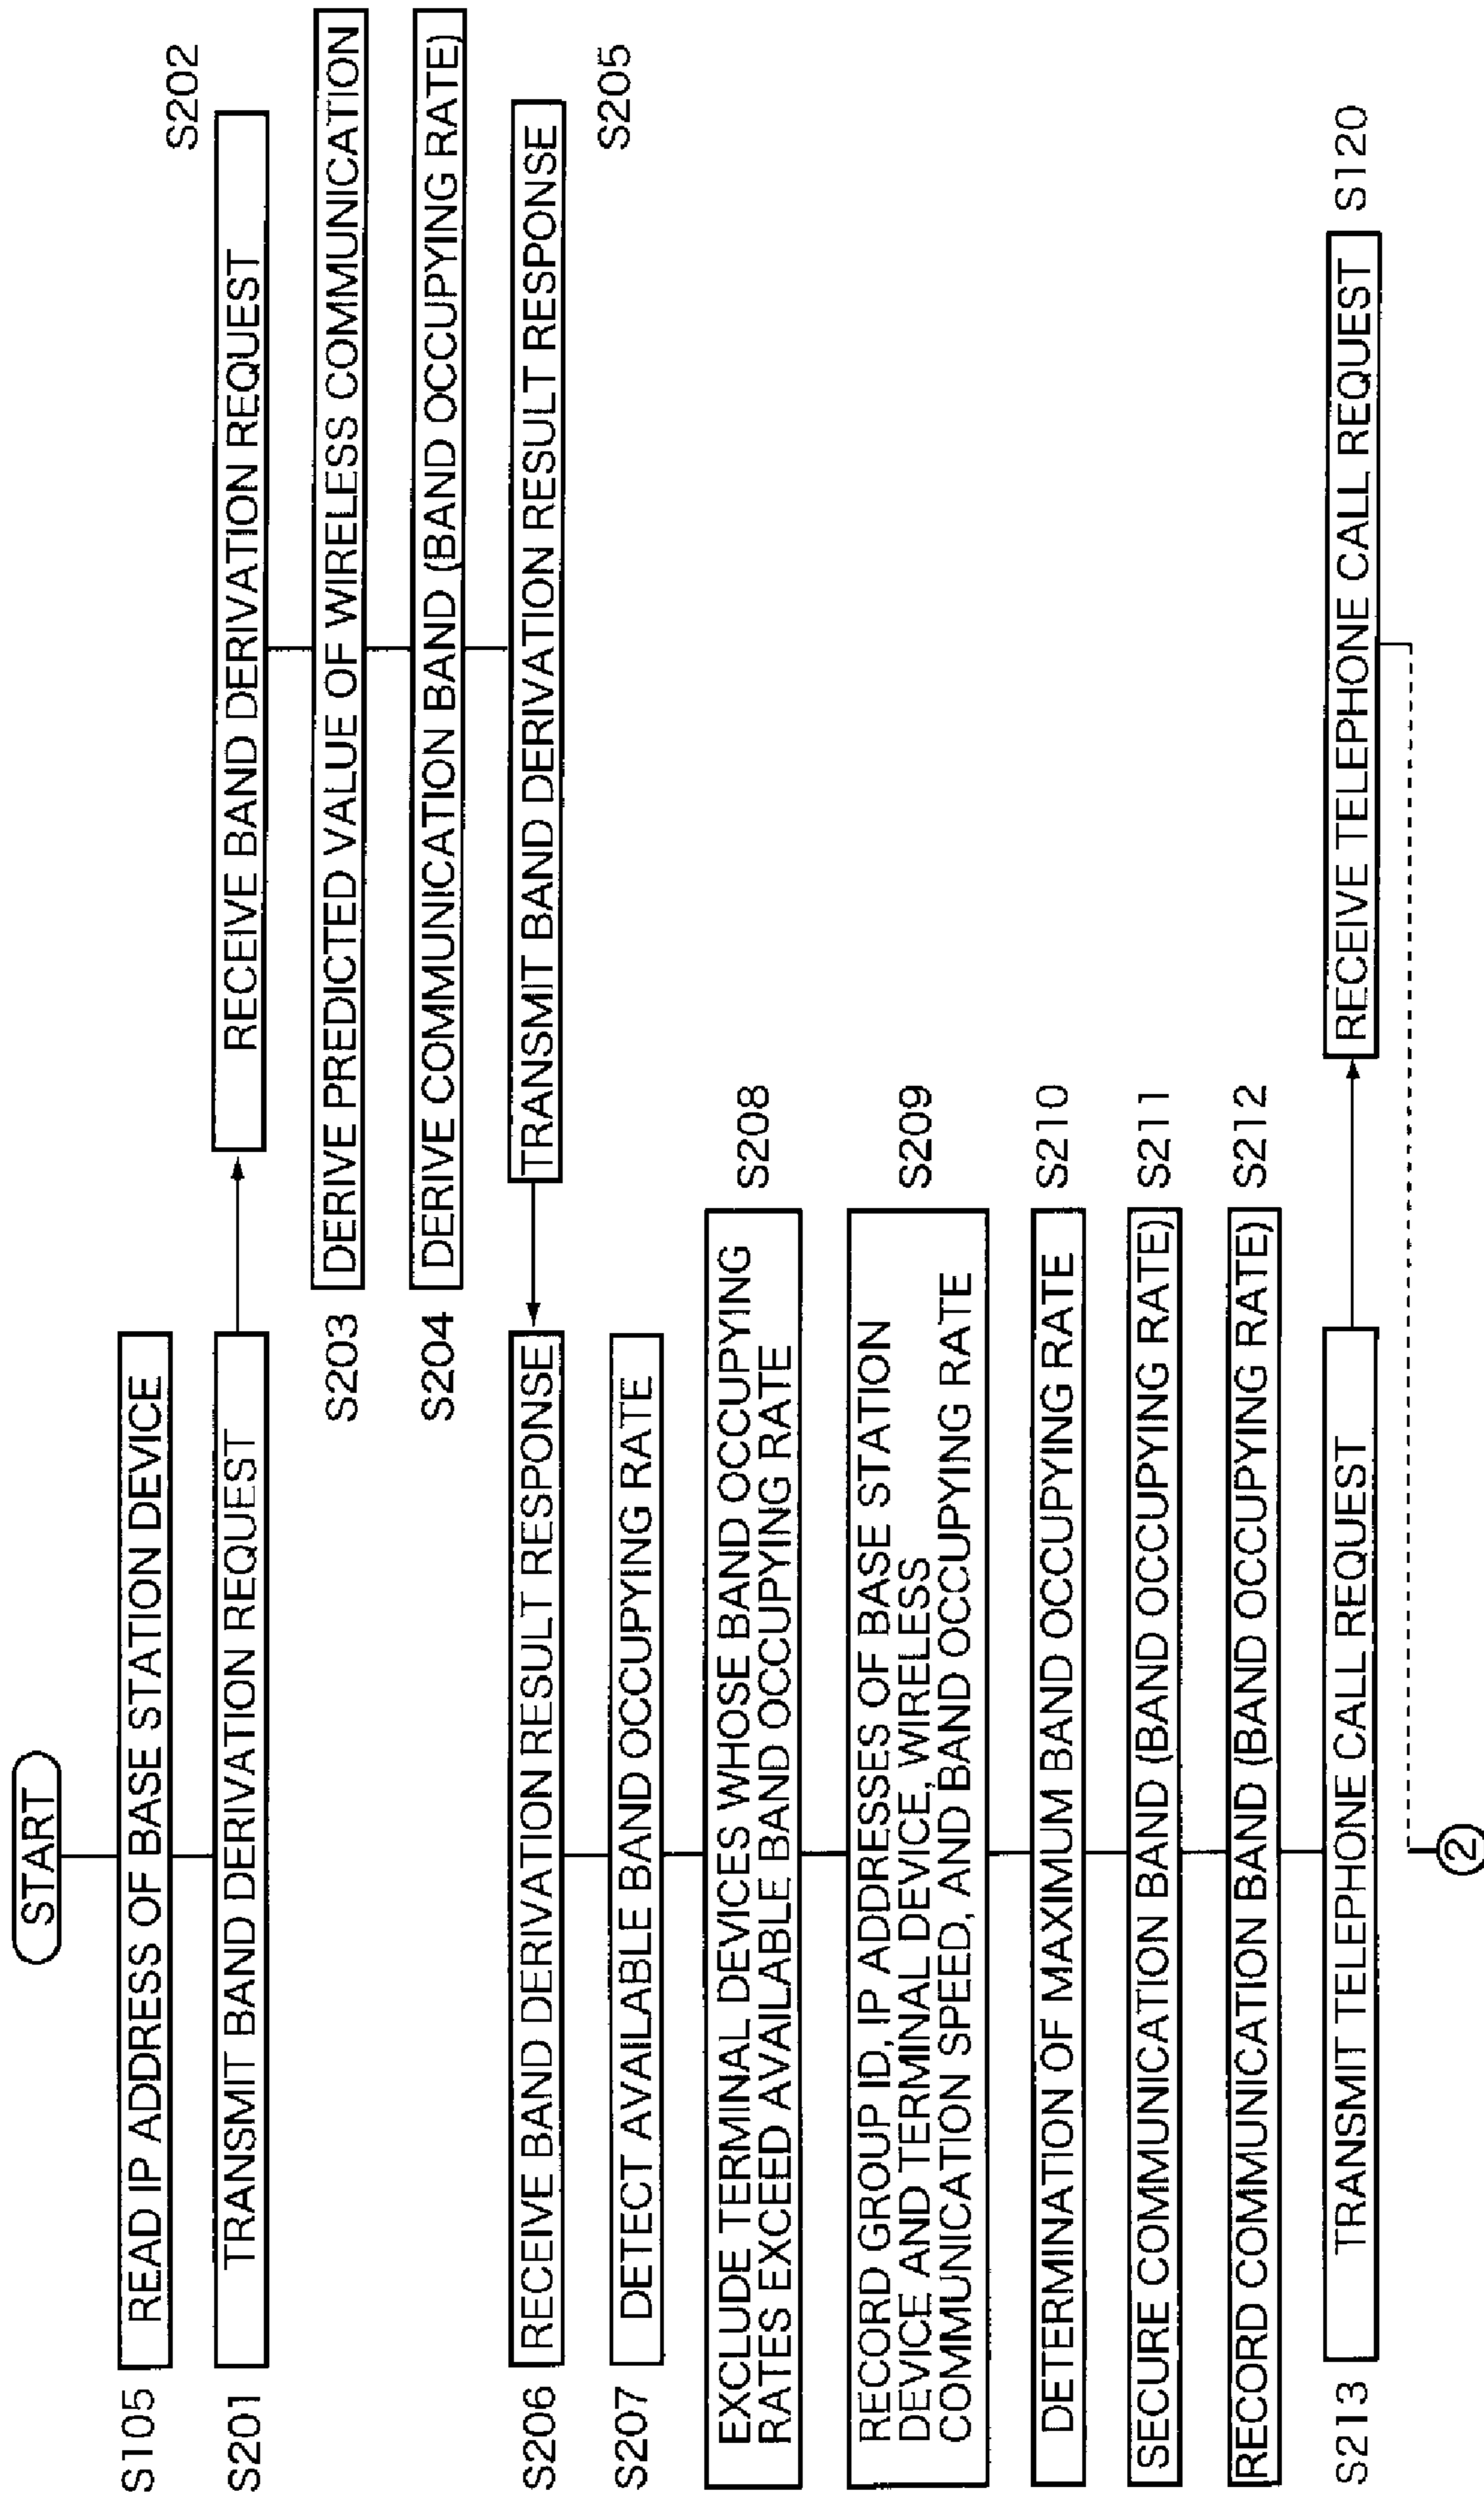 START
S105
READ IP ADDRESS OF BASE STATION DEVICE
S201
TRANSMIT BAND DERIVATION REQUEST
S202
RECEIVE BAND DERIVATION REQUEST
S203
DERIVE PREDICTED VALUE OF WIRELESS COMMUNICATION
S204
DERIVE COMMUNICATION BAND (BAND OCCUPYING RATE)
TRANSMIT BAND DERIVATION RESULT RESPONSE
S205
S206
RECEIVE BAND DERIVATION RESULT RESPONSE
S207
DETECT AVAILABLE BAND OCCUPYING RATE
S208
EXCLUDE TERMINAL DEVICES WHOSE BAND OCCUPYING
RATES EXCEED AVAILABLE BAND OCCUPYING RATE
S209
RECORD GROUP ID, IP ADDRESSES OF BASE STATION
DEVICE AND TERMINAL DEVICE, WIRELESS
COMMUNICATION SPEED, AND BAND OCCUPYING RATE
DETERMINATION OF MAXIMUM BAND OCCUPYING RATE
S210
SECURE COMMUNICATION BAND (BAND OCCUPYING RATE)
S211
RECORD COMMUNICATION BAND (BAND OCCUPYING RATE)
S212
S213
TRANSMIT TELEPHONE CALL REQUEST
RECEIVE TELEPHONE CALL REQUEST
S120
2